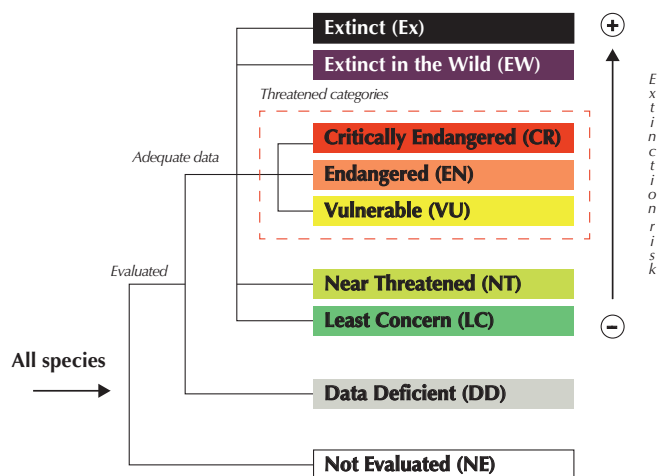 Extinct (Ex)
+
Extinct in the Wild (EW)
Threatened categories
Critically Endangered (CR)
Adequate data
Endangered (EN)
Vulnerable (VU)
Extinction risk
Evaluated
Near Threatened (NT)
Least Concern (LC)
−
All species
Data Deficient (DD)
Not Evaluated (NE)